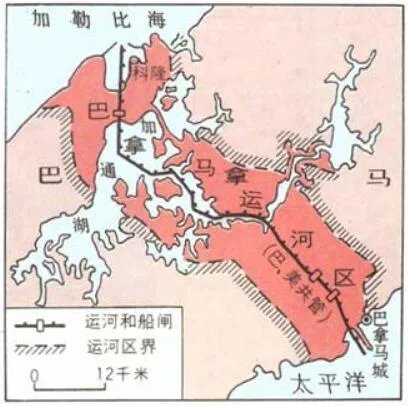 加勒比海
科隆
巴拿马运河区
(巴、美共管)
加通湖
巴
拿
马
巴拿马城
太平洋
运河和船闸
运河区界
0 12千米